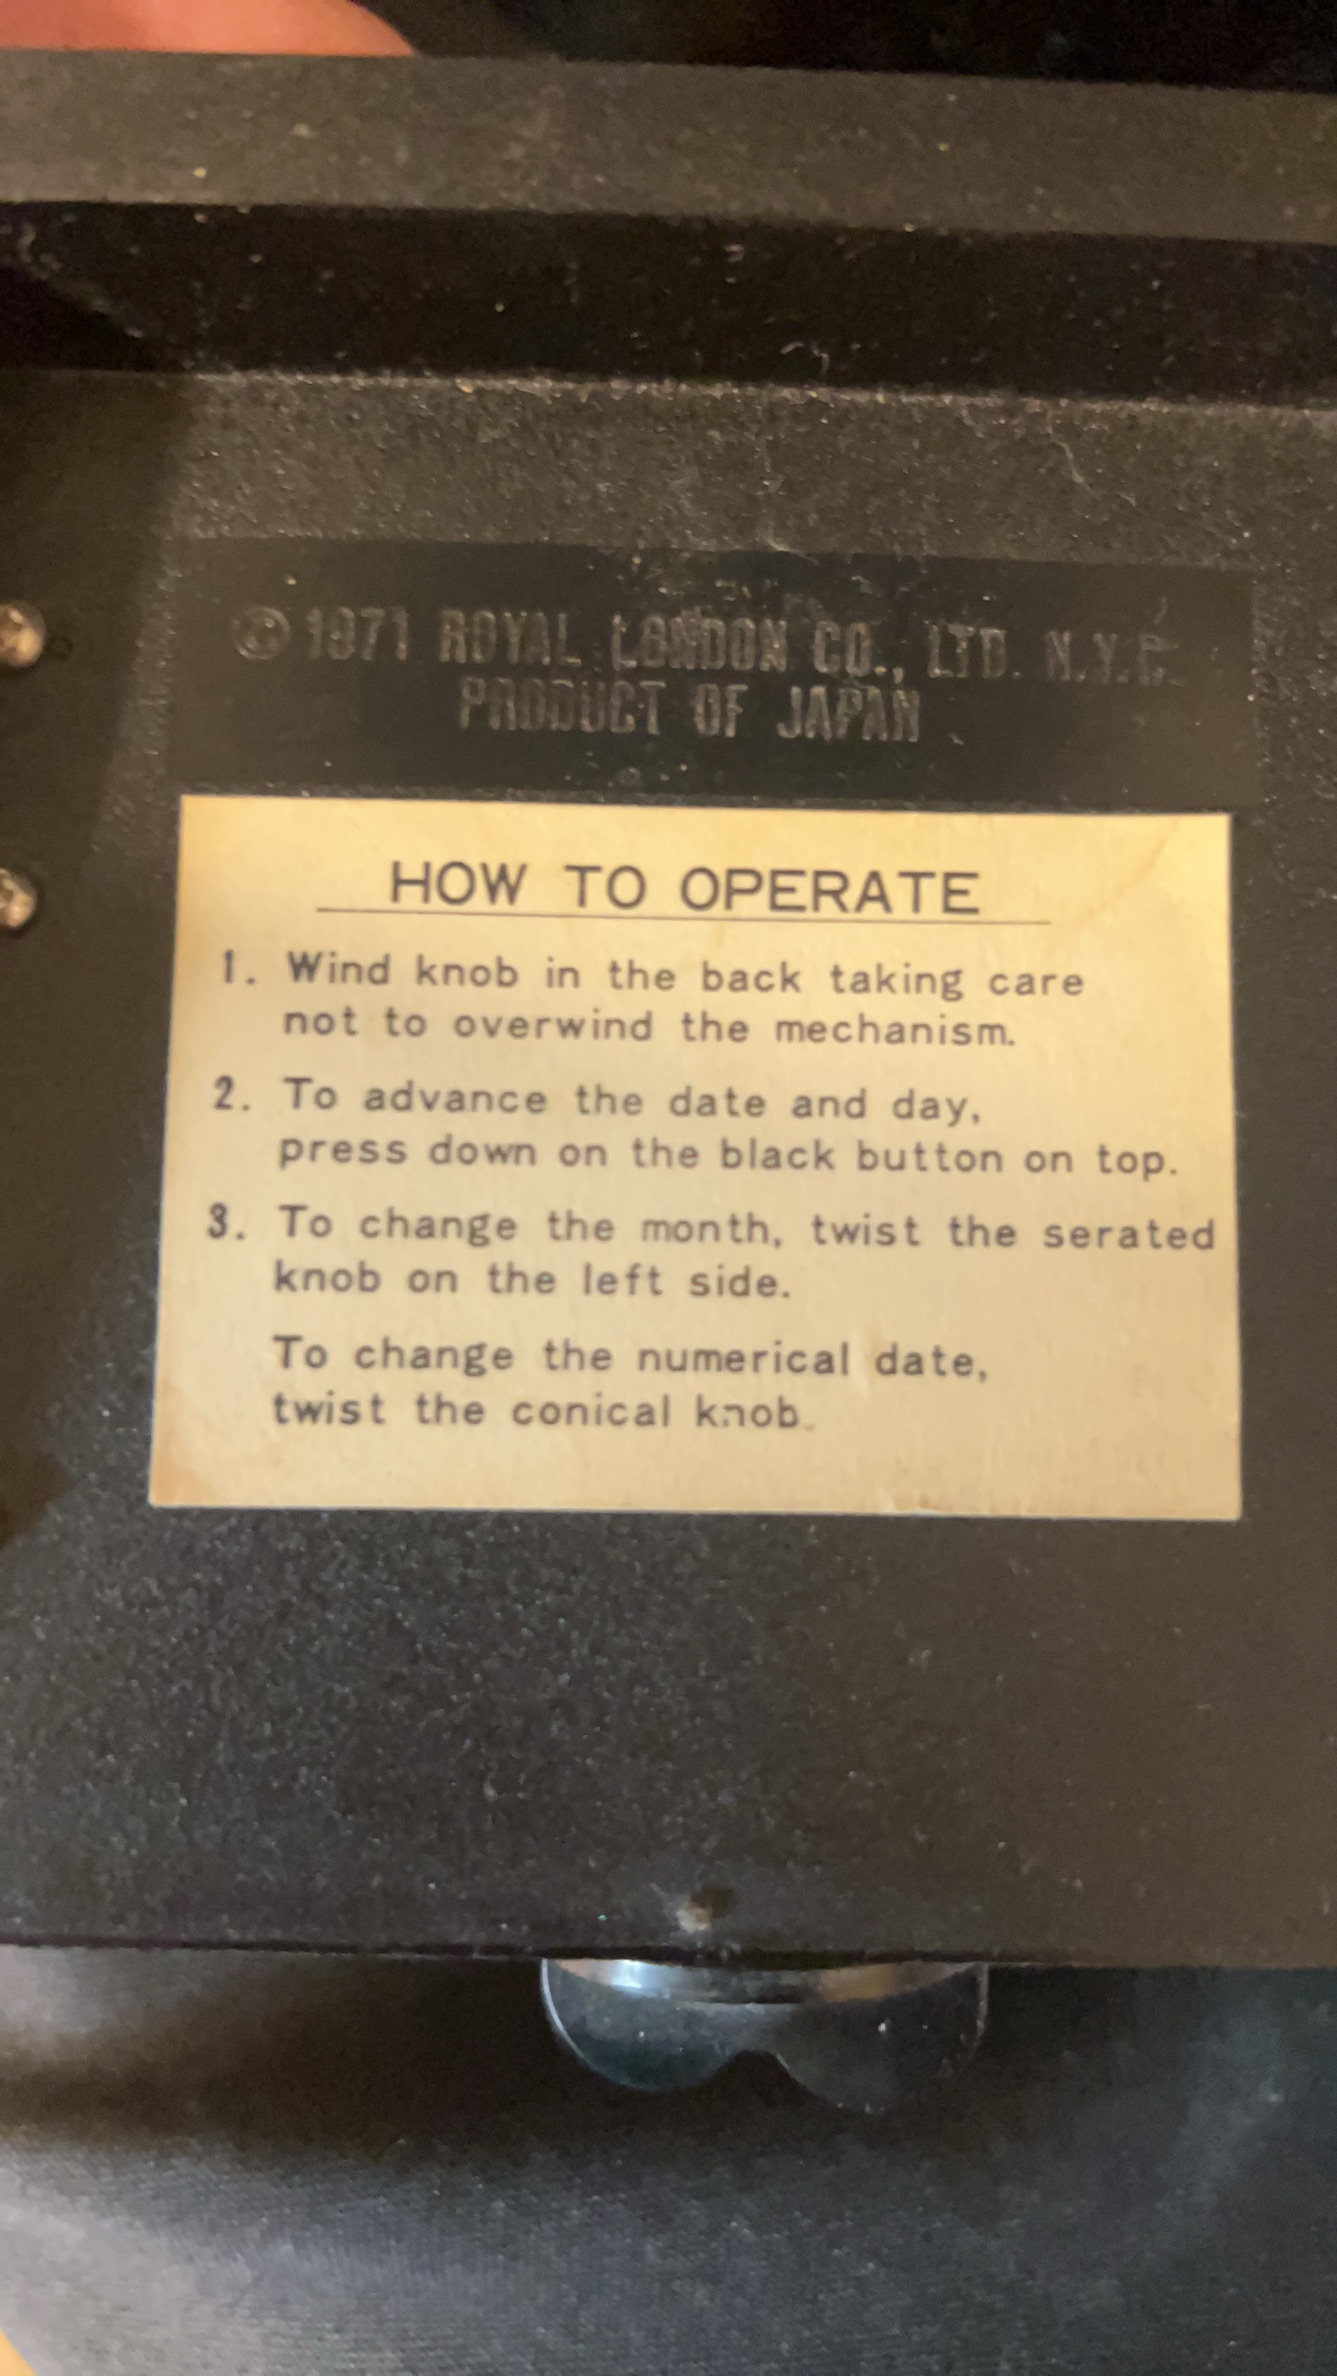 © 1971 ROYAL LONDON CO., LTD. N.Y.C.
PRODUCT OF JAPAN
HOW TO OPERATE
1. Wind knob in the back taking care
not to overwind the mechanism.
2. To advance the date and day,
press down on the black button on top.
3. To change the month, twist the serated
knob on the left side.
To change the numerical date,
twist the conical knob.